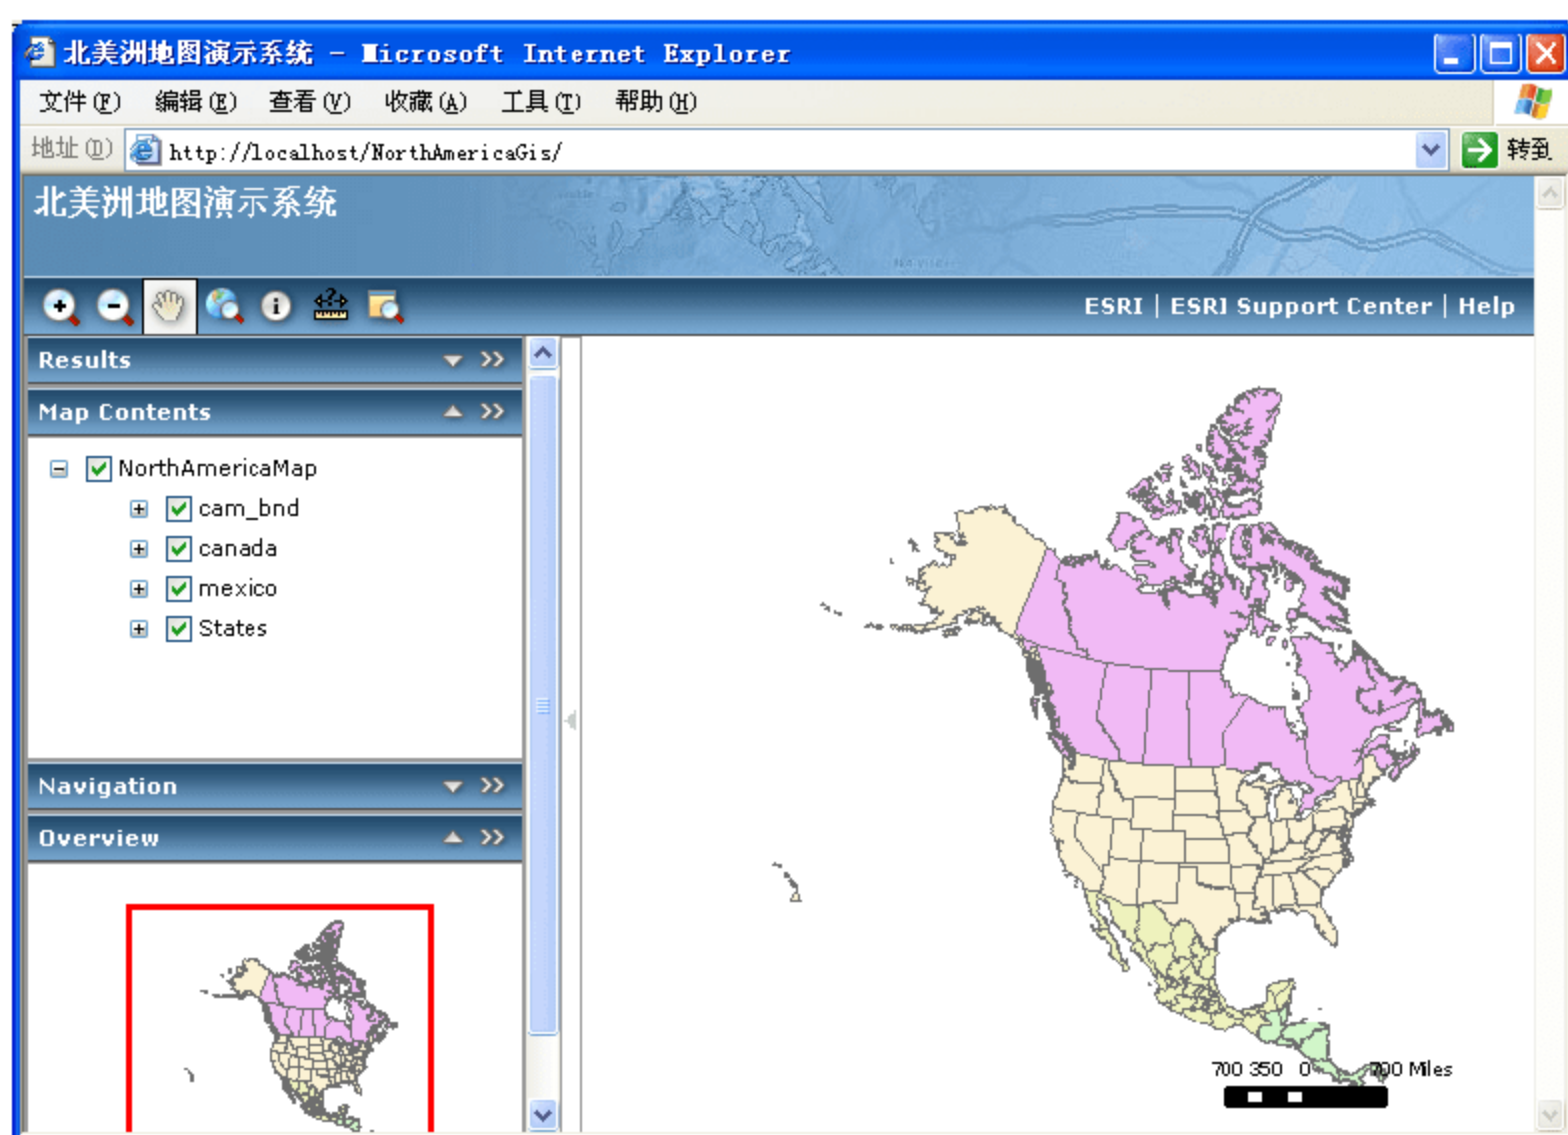 北美洲地图演示系统 - Microsoft Internet Explorer
文件(F) 编辑(E) 查看(V) 收藏(A) 工具(T) 帮助(H)
地址(D) http://localhost/NorthAmericaGis/ 转到
北美洲地图演示系统
ESRI | ESRI Support Center | Help
Results
Map Contents
NorthAmericaMap
cam_bnd
canada
mexico
States
Navigation
Overview
700 350 0 700 Miles